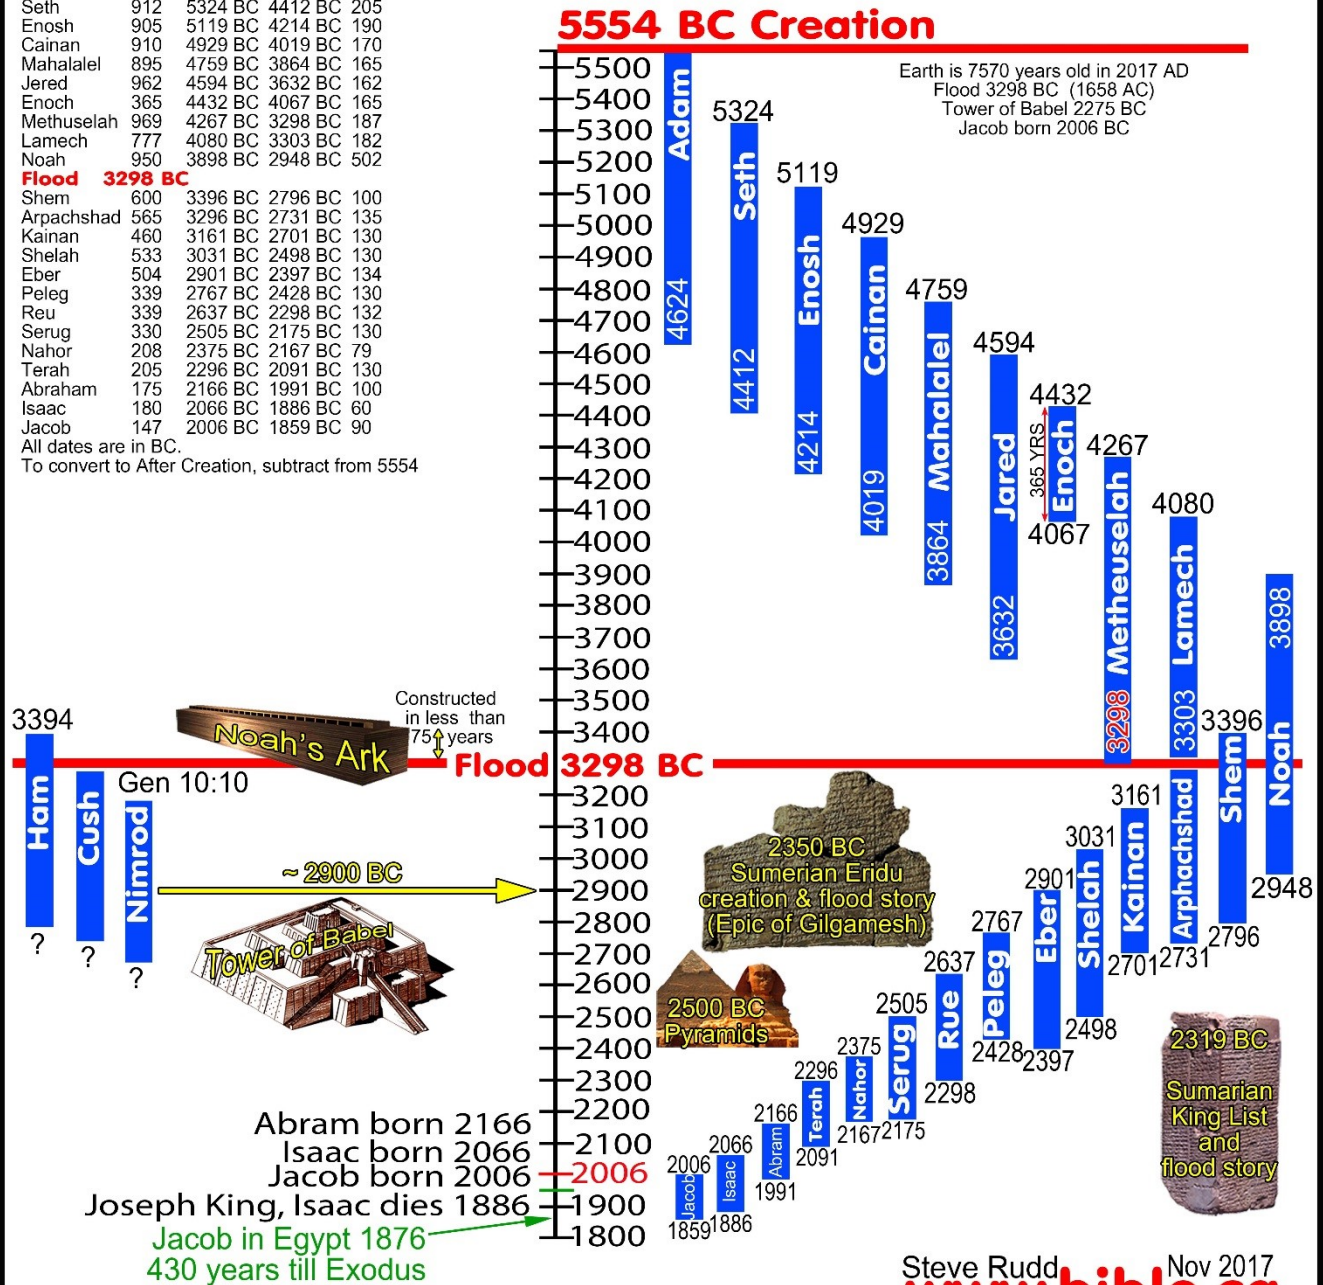 Seth 912 5324 BC 4412 BC 205
Enosh 905 5119 BC 4214 BC 190
Cainan 910 4929 BC 4019 BC 170
Mahalalel 895 4759 BC 3864 BC 165
Jered 962 4594 BC 3632 BC 162
Enoch 365 4432 BC 4067 BC 165
Methuselah 969 4267 BC 3298 BC 187
Lamech 777 4080 BC 3303 BC 182
Noah 950 3898 BC 2948 BC 502
Flood 3298 BC
Shem 600 3396 BC 2796 BC 100
Arpachshad 565 3296 BC 2731 BC 135
Kainan 460 3161 BC 2701 BC 130
Shelah 533 3031 BC 2498 BC 130
Eber 504 2901 BC 2397 BC 134
Peleg 339 2767 BC 2428 BC 130
Reu 339 2637 BC 2298 BC 132
Serug 330 2505 BC 2175 BC 130
Nahor 208 2375 BC 2167 BC 79
Terah 205 2296 BC 2091 BC 130
Abraham 175 2166 BC 1991 BC 100
Isaac 180 2066 BC 1886 BC 60
Jacob 147 2006 BC 1859 BC 90
All dates are in BC.
To convert to After Creation, subtract from 5554
5554 BC Creation
Earth is 7570 years old in 2017 AD
Flood 3298 BC (1658 AC)
Tower of Babel 2275 BC
Jacob born 2006 BC
5500
5400
5300
5200
5100
5000
4900
4800
4700
4600
4500
4400
4300
4200
4100
4000
3900
3800
3700
3600
3500
3400
Flood 3298 BC
3200
3100
3000
2900
2800
2700
2600
2500
2400
2300
2200
2100
2006
1900
1800
Adam
4624
5324
Seth
4412
5119
Enosh
4214
4929
Cainan
4019
4759
Mahalalel
3864
4594
Jared
3632
4432
365 YRS
Enoch
4067
4267
Metheuselah
3298
4080
Lamech
3303
3898
Noah
2948
3396
Shem
2796
Arphachshad
2731
3161
Kainan
2701
3031
Shelah
2498
2901
Eber
2397
2767
Peleg
2428
2637
Rue
2298
2505
Serug
2175
2375
Nahor
2167
2296
Terah
2091
2166
Abram
1991
2066
Isaac
1886
2006
Jacob
1859
3394
Ham
?
Cush
?
Gen 10:10
Nimrod
?
Noah's Ark
Constructed
in less than
75 years
~ 2900 BC
Tower of Babel
2350 BC
Sumerian Eridu
creation & flood story
(Epic of Gilgamesh)
2500 BC
Pyramids
2319 BC
Sumarian
King List
and
flood story
Abram born 2166
Isaac born 2066
Jacob born 2006
Joseph King, Isaac dies 1886
Jacob in Egypt 1876
430 years till Exodus
Steve Rudd Nov 2017
www.bible.ca